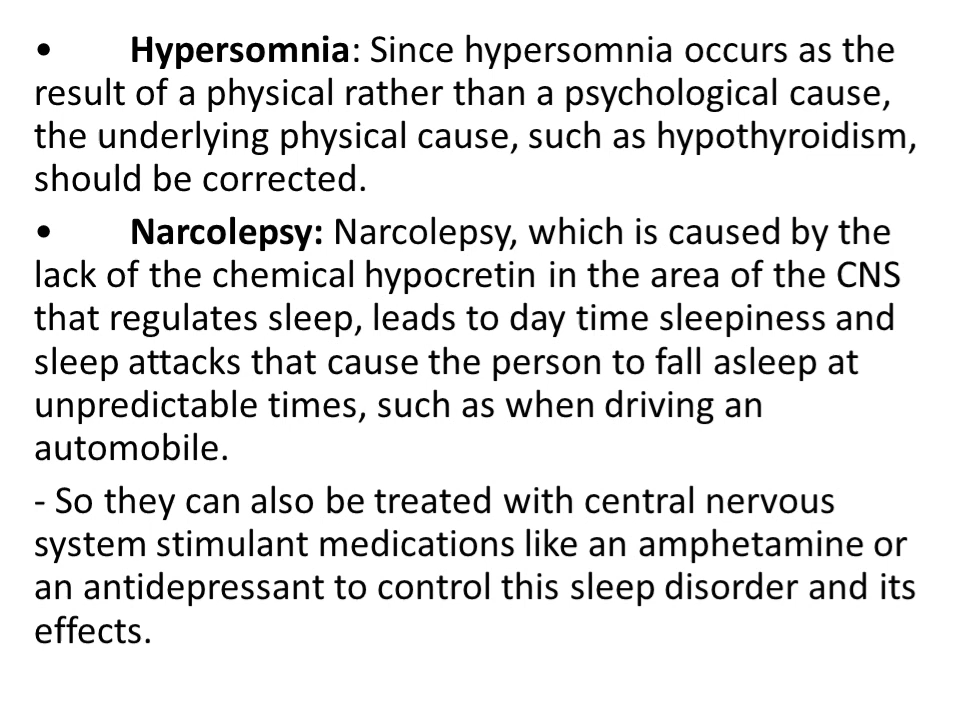 • Hypersomnia: Since hypersomnia occurs as the
result of a physical rather than a psychological cause,
the underlying physical cause, such as hypothyroidism,
should be corrected.
• Narcolepsy: Narcolepsy, which is caused by the
lack of the chemical hypocretin in the area of the CNS
that regulates sleep, leads to day time sleepiness and
sleep attacks that cause the person to fall asleep at
unpredictable times, such as when driving an
automobile.
- So they can also be treated with central nervous
system stimulant medications like an amphetamine or
an antidepressant to control this sleep disorder and its
effects.